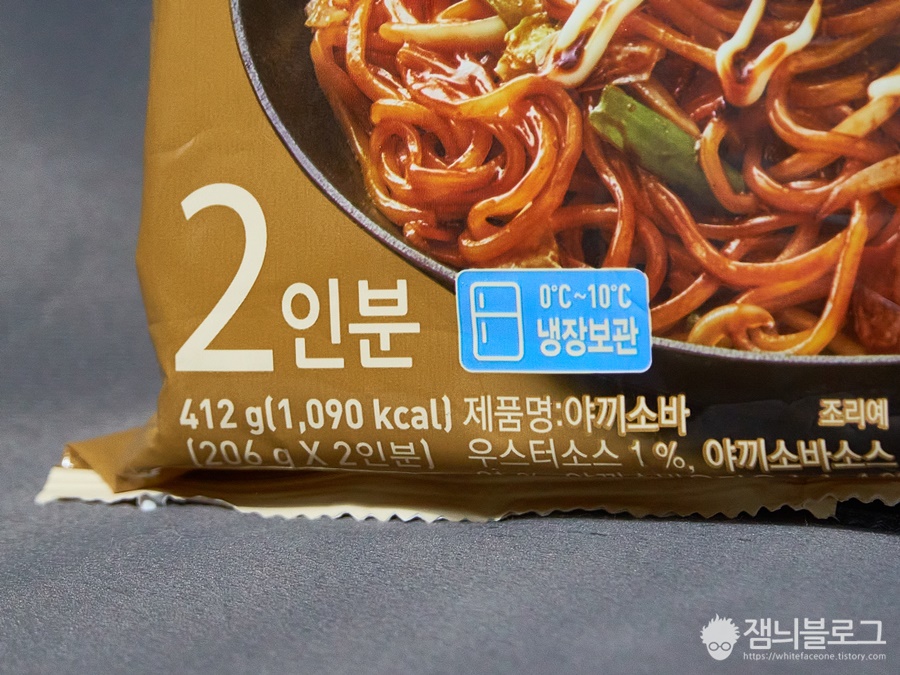 2인분
0℃~10℃
냉장보관
412 g(1,090 kcal) 제품명:야끼소바
조리예
(206 g X 2인분) 우스터소스 1%, 야끼소바소스
잼늬블로그
https://whitefaceone.tistory.com